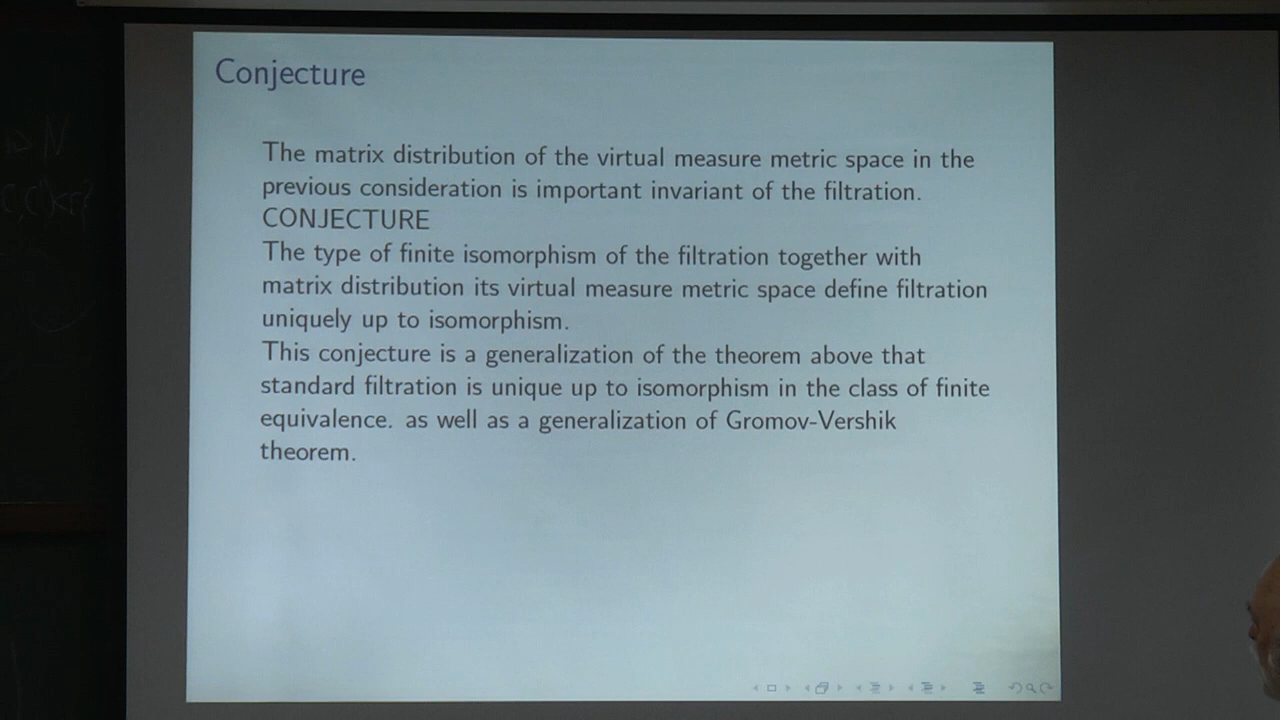 Conjecture
The matrix distribution of the virtual measure metric space in the
previous consideration is important invariant of the filtration.
CONJECTURE
The type of finite isomorphism of the filtration together with
matrix distribution its virtual measure metric space define filtration
uniquely up to isomorphism.
This conjecture is a generalization of the theorem above that
standard filtration is unique up to isomorphism in the class of finite
equivalence. as well as a generalization of Gromov-Vershik
theorem.